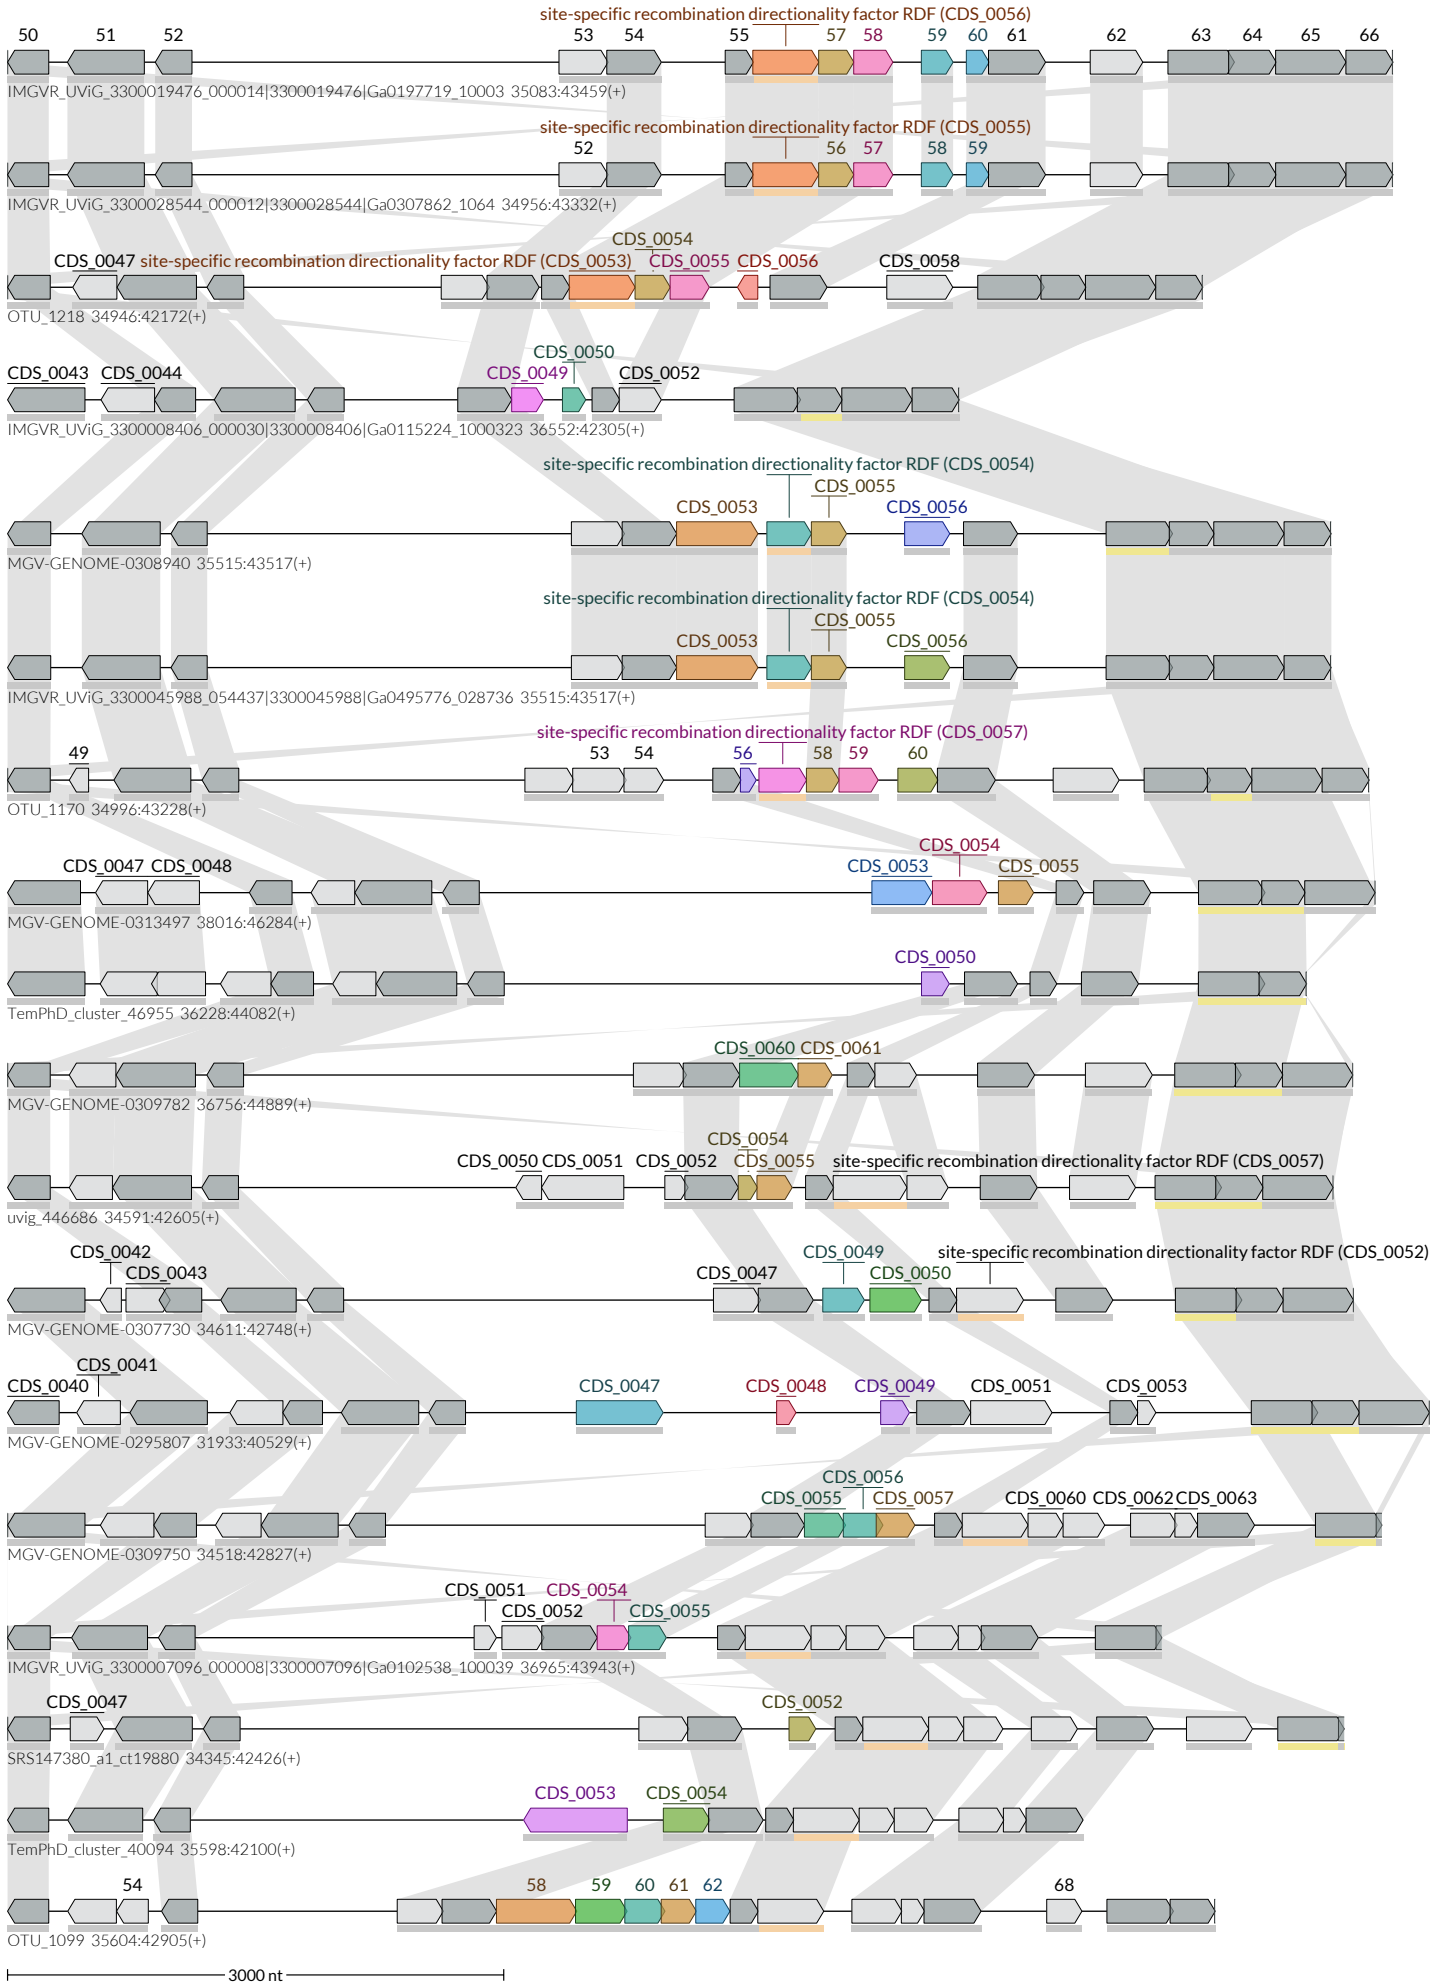 site-specific recombination directionality factor RDF (CDS_0056)
50 51 52 53 54 55 57 58 59 60 61 62 63 64 65 66
IMGVR_UViG_3300019476_000014|3300019476|Ga0197719_10003 35083:43459(+)
site-specific recombination directionality factor RDF (CDS_0055)
52 56 57 58 59
IMGVR_UViG_3300028544_000012|3300028544|Ga0307862_1064 34956:43332(+)
CDS_0054
CDS_0047 site-specific recombination directionality factor RDF (CDS_0053) CDS_0055 CDS_0056 CDS_0058
OTU_1218 34946:42172(+)
CDS_0050
CDS_0043 CDS_0044 CDS_0049 CDS_0052
IMGVR_UViG_3300008406_000030|3300008406|Ga0115224_1000323 36552:42305(+)
site-specific recombination directionality factor RDF (CDS_0054)
CDS_0055
CDS_0053 CDS_0056
MGV-GENOME-0308940 35515:43517(+)
site-specific recombination directionality factor RDF (CDS_0054)
CDS_0055
CDS_0053 CDS_0056
IMGVR_UViG_3300045988_054437|3300045988|Ga0495776_028736 35515:43517(+)
site-specific recombination directionality factor RDF (CDS_0057)
49 53 54 56 58 59 60
OTU_1170 34996:43228(+)
CDS_0054
CDS_0047 CDS_0048 CDS_0053 CDS_0055
MGV-GENOME-0313497 38016:46284(+)
CDS_0050
TemPhD_cluster_46955 36228:44082(+)
CDS_0060 CDS_0061
MGV-GENOME-0309782 36756:44889(+)
CDS_0054
CDS_0050 CDS_0051 CDS_0052 CDS_0055 site-specific recombination directionality factor RDF (CDS_0057)
uvig_446686 34591:42605(+)
CDS_0042 CDS_0049 site-specific recombination directionality factor RDF (CDS_0052)
CDS_0043 CDS_0047 CDS_0050
MGV-GENOME-0307730 34611:42748(+)
CDS_0041
CDS_0040 CDS_0047 CDS_0048 CDS_0049 CDS_0051 CDS_0053
MGV-GENOME-0295807 31933:40529(+)
CDS_0056
CDS_0055 CDS_0057 CDS_0060 CDS_0062 CDS_0063
MGV-GENOME-0309750 34518:42827(+)
CDS_0051 CDS_0054
CDS_0052 CDS_0055
IMGVR_UViG_3300007096_000008|3300007096|Ga0102538_100039 36965:43943(+)
CDS_0047 CDS_0052
SRS147380_a1_ct19880 34345:42426(+)
CDS_0053 CDS_0054
TemPhD_cluster_40094 35598:42100(+)
54 58 59 60 61 62 68
OTU_1099 35604:42905(+)
3000 nt